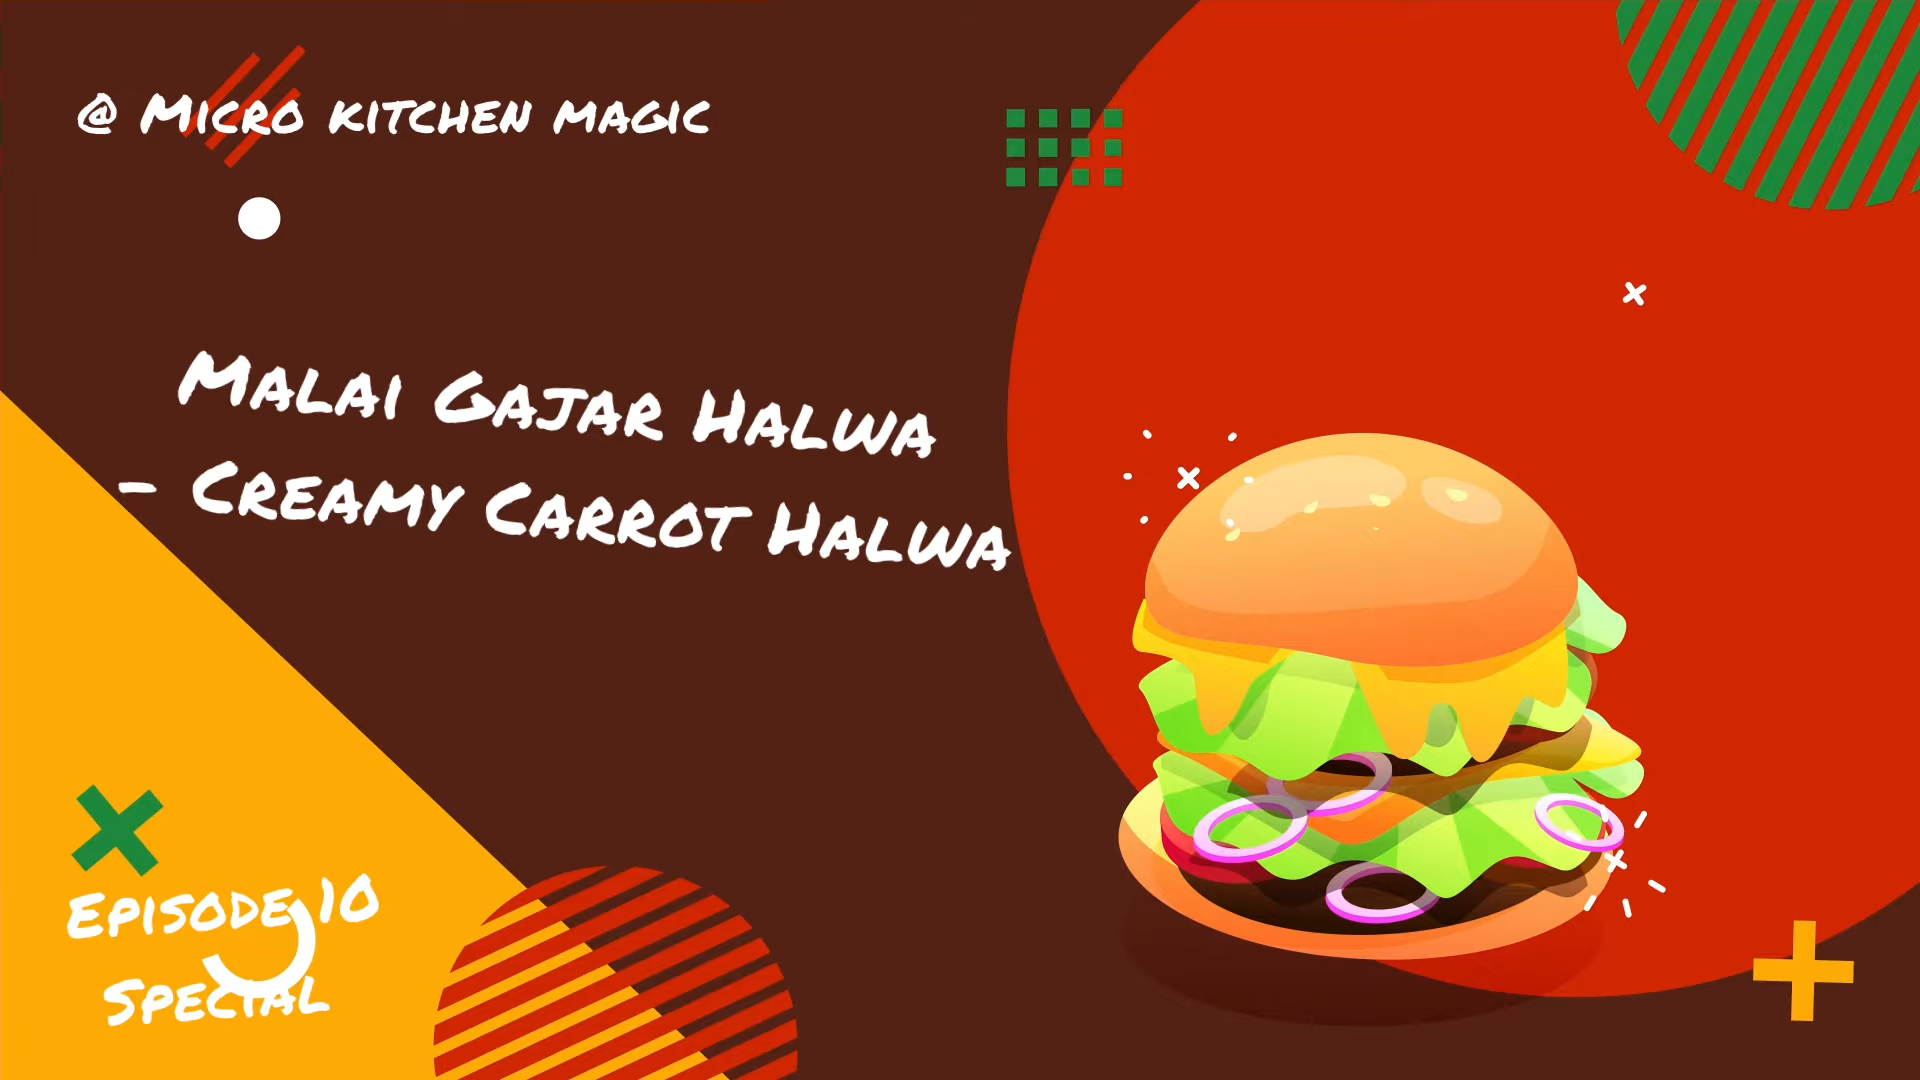 @ Micro kitchen magic
Malai Gajar Halwa
- Creamy Carrot Halwa
Episode 10
Special